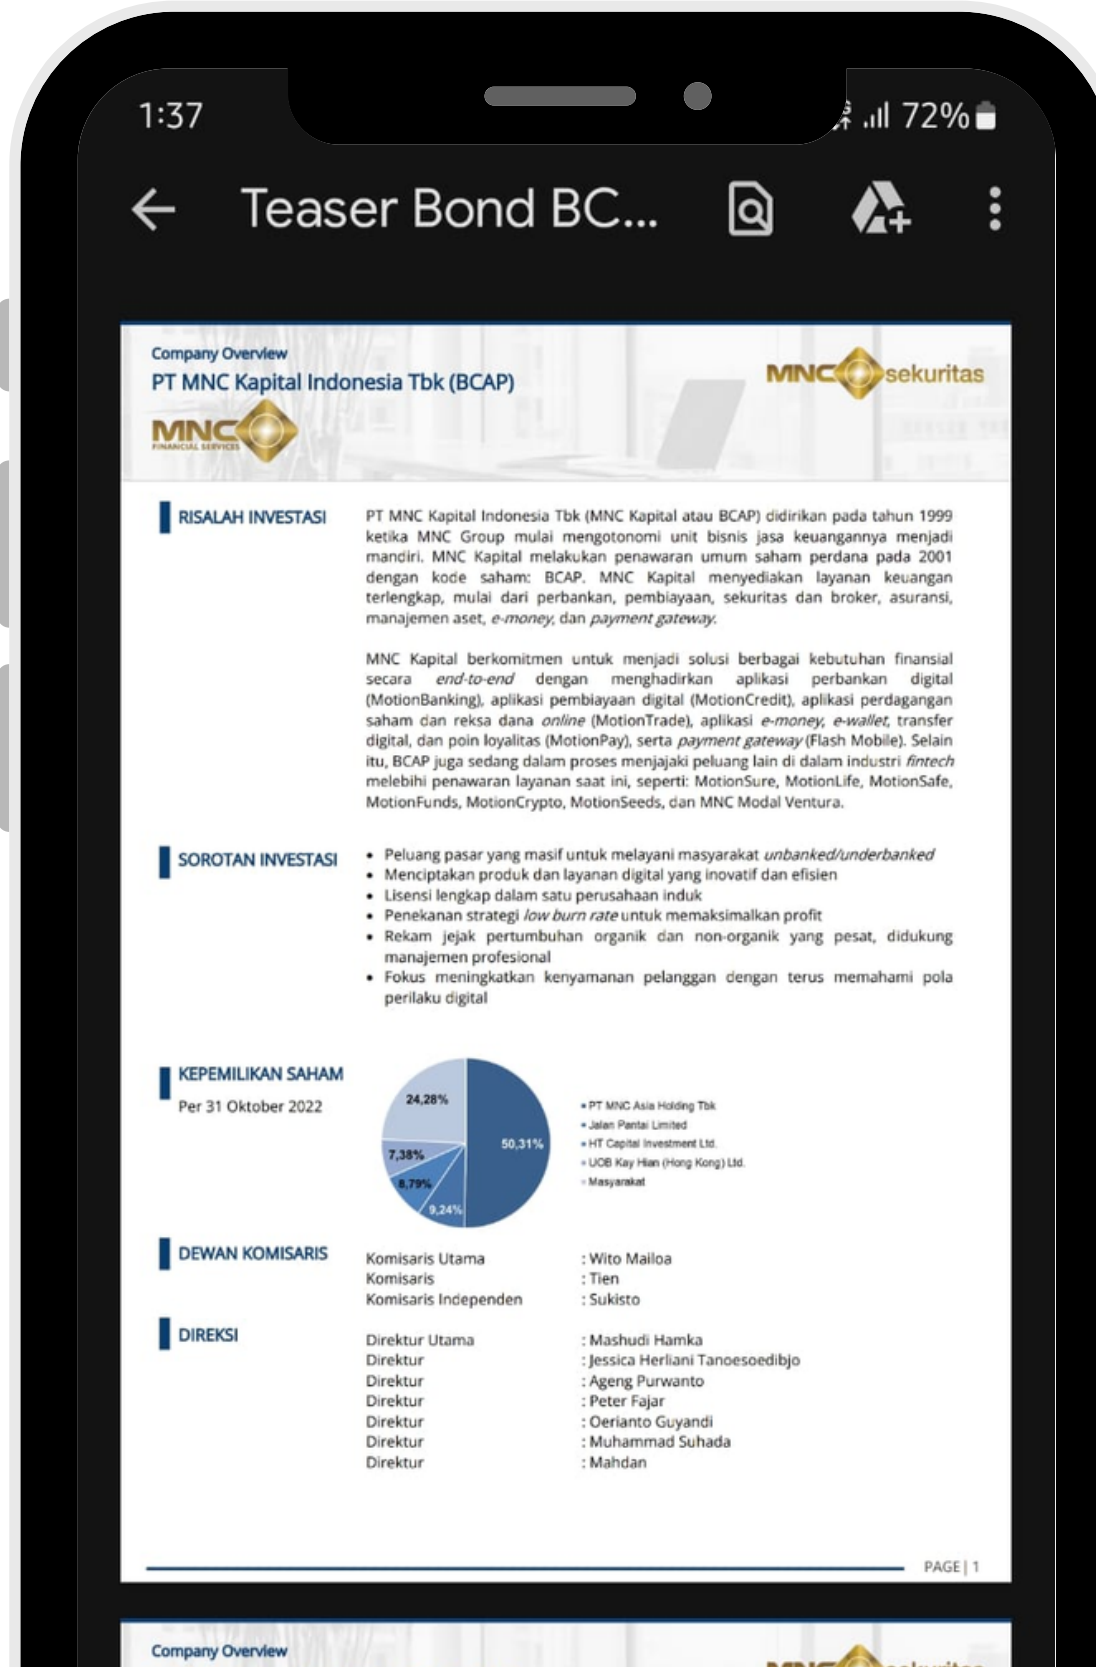 1:37
72%
Teaser Bond BC...
Company Overview
PT MNC Kapital Indonesia Tbk (BCAP)
MNC sekuritas
MNC
FINANCIAL SERVICES
RISALAH INVESTASI
PT MNC Kapital Indonesia Tbk (MNC Kapital atau BCAP) didirikan pada tahun 1999
ketika MNC Group mulai mengotonomi unit bisnis jasa keuangannya menjadi
mandiri. MNC Kapital melakukan penawaran umum saham perdana pada 2001
dengan kode saham: BCAP. MNC Kapital menyediakan layanan keuangan
terlengkap, mulai dari perbankan, pembiayaan, sekuritas dan broker, asuransi,
manajemen aset, e-money, dan payment gateway.
MNC Kapital berkomitmen untuk menjadi solusi berbagai kebutuhan finansial
secara end-to-end dengan menghadirkan aplikasi perbankan digital
(MotionBanking), aplikasi pembiayaan digital (MotionCredit), aplikasi perdagangan
saham dan reksa dana online (MotionTrade), aplikasi e-money, e-wallet, transfer
digital, dan poin loyalitas (MotionPay), serta payment gateway (Flash Mobile). Selain
itu, BCAP juga sedang dalam proses menjajaki peluang lain di dalam industri fintech
melebihi penawaran layanan saat ini, seperti: MotionSure, MotionLife, MotionSafe,
MotionFunds, MotionCrypto, MotionSeeds, dan MNC Modal Ventura.
SOROTAN INVESTASI
• Peluang pasar yang masif untuk melayani masyarakat unbanked/underbanked
• Menciptakan produk dan layanan digital yang inovatif dan efisien
• Lisensi lengkap dalam satu perusahaan induk
• Penekanan strategi low burn rate untuk memaksimalkan profit
• Rekam jejak pertumbuhan organik dan non-organik yang pesat, didukung
manajemen profesional
• Fokus meningkatkan kenyamanan pelanggan dengan terus memahami pola
perilaku digital
KEPEMILIKAN SAHAM
Per 31 Oktober 2022
24,28%
50,31%
7,38%
8,79%
9,24%
PT MNC Asia Holding Tbk
Jalan Pantai Limited
HT Capital Investment Ltd.
UOB Kay Hian (Hong Kong) Ltd.
Masyarakat
DEWAN KOMISARIS
Komisaris Utama : Wito Mailoa
Komisaris : Tien
Komisaris Independen : Sukisto
DIREKSI
Direktur Utama : Mashudi Hamka
Direktur : Jessica Herliani Tanoesoedibjo
Direktur : Ageng Purwanto
Direktur : Peter Fajar
Direktur : Oerianto Guyandi
Direktur : Muhammad Suhada
Direktur : Mahdan
PAGE | 1
Company Overview
MNC sekuritas